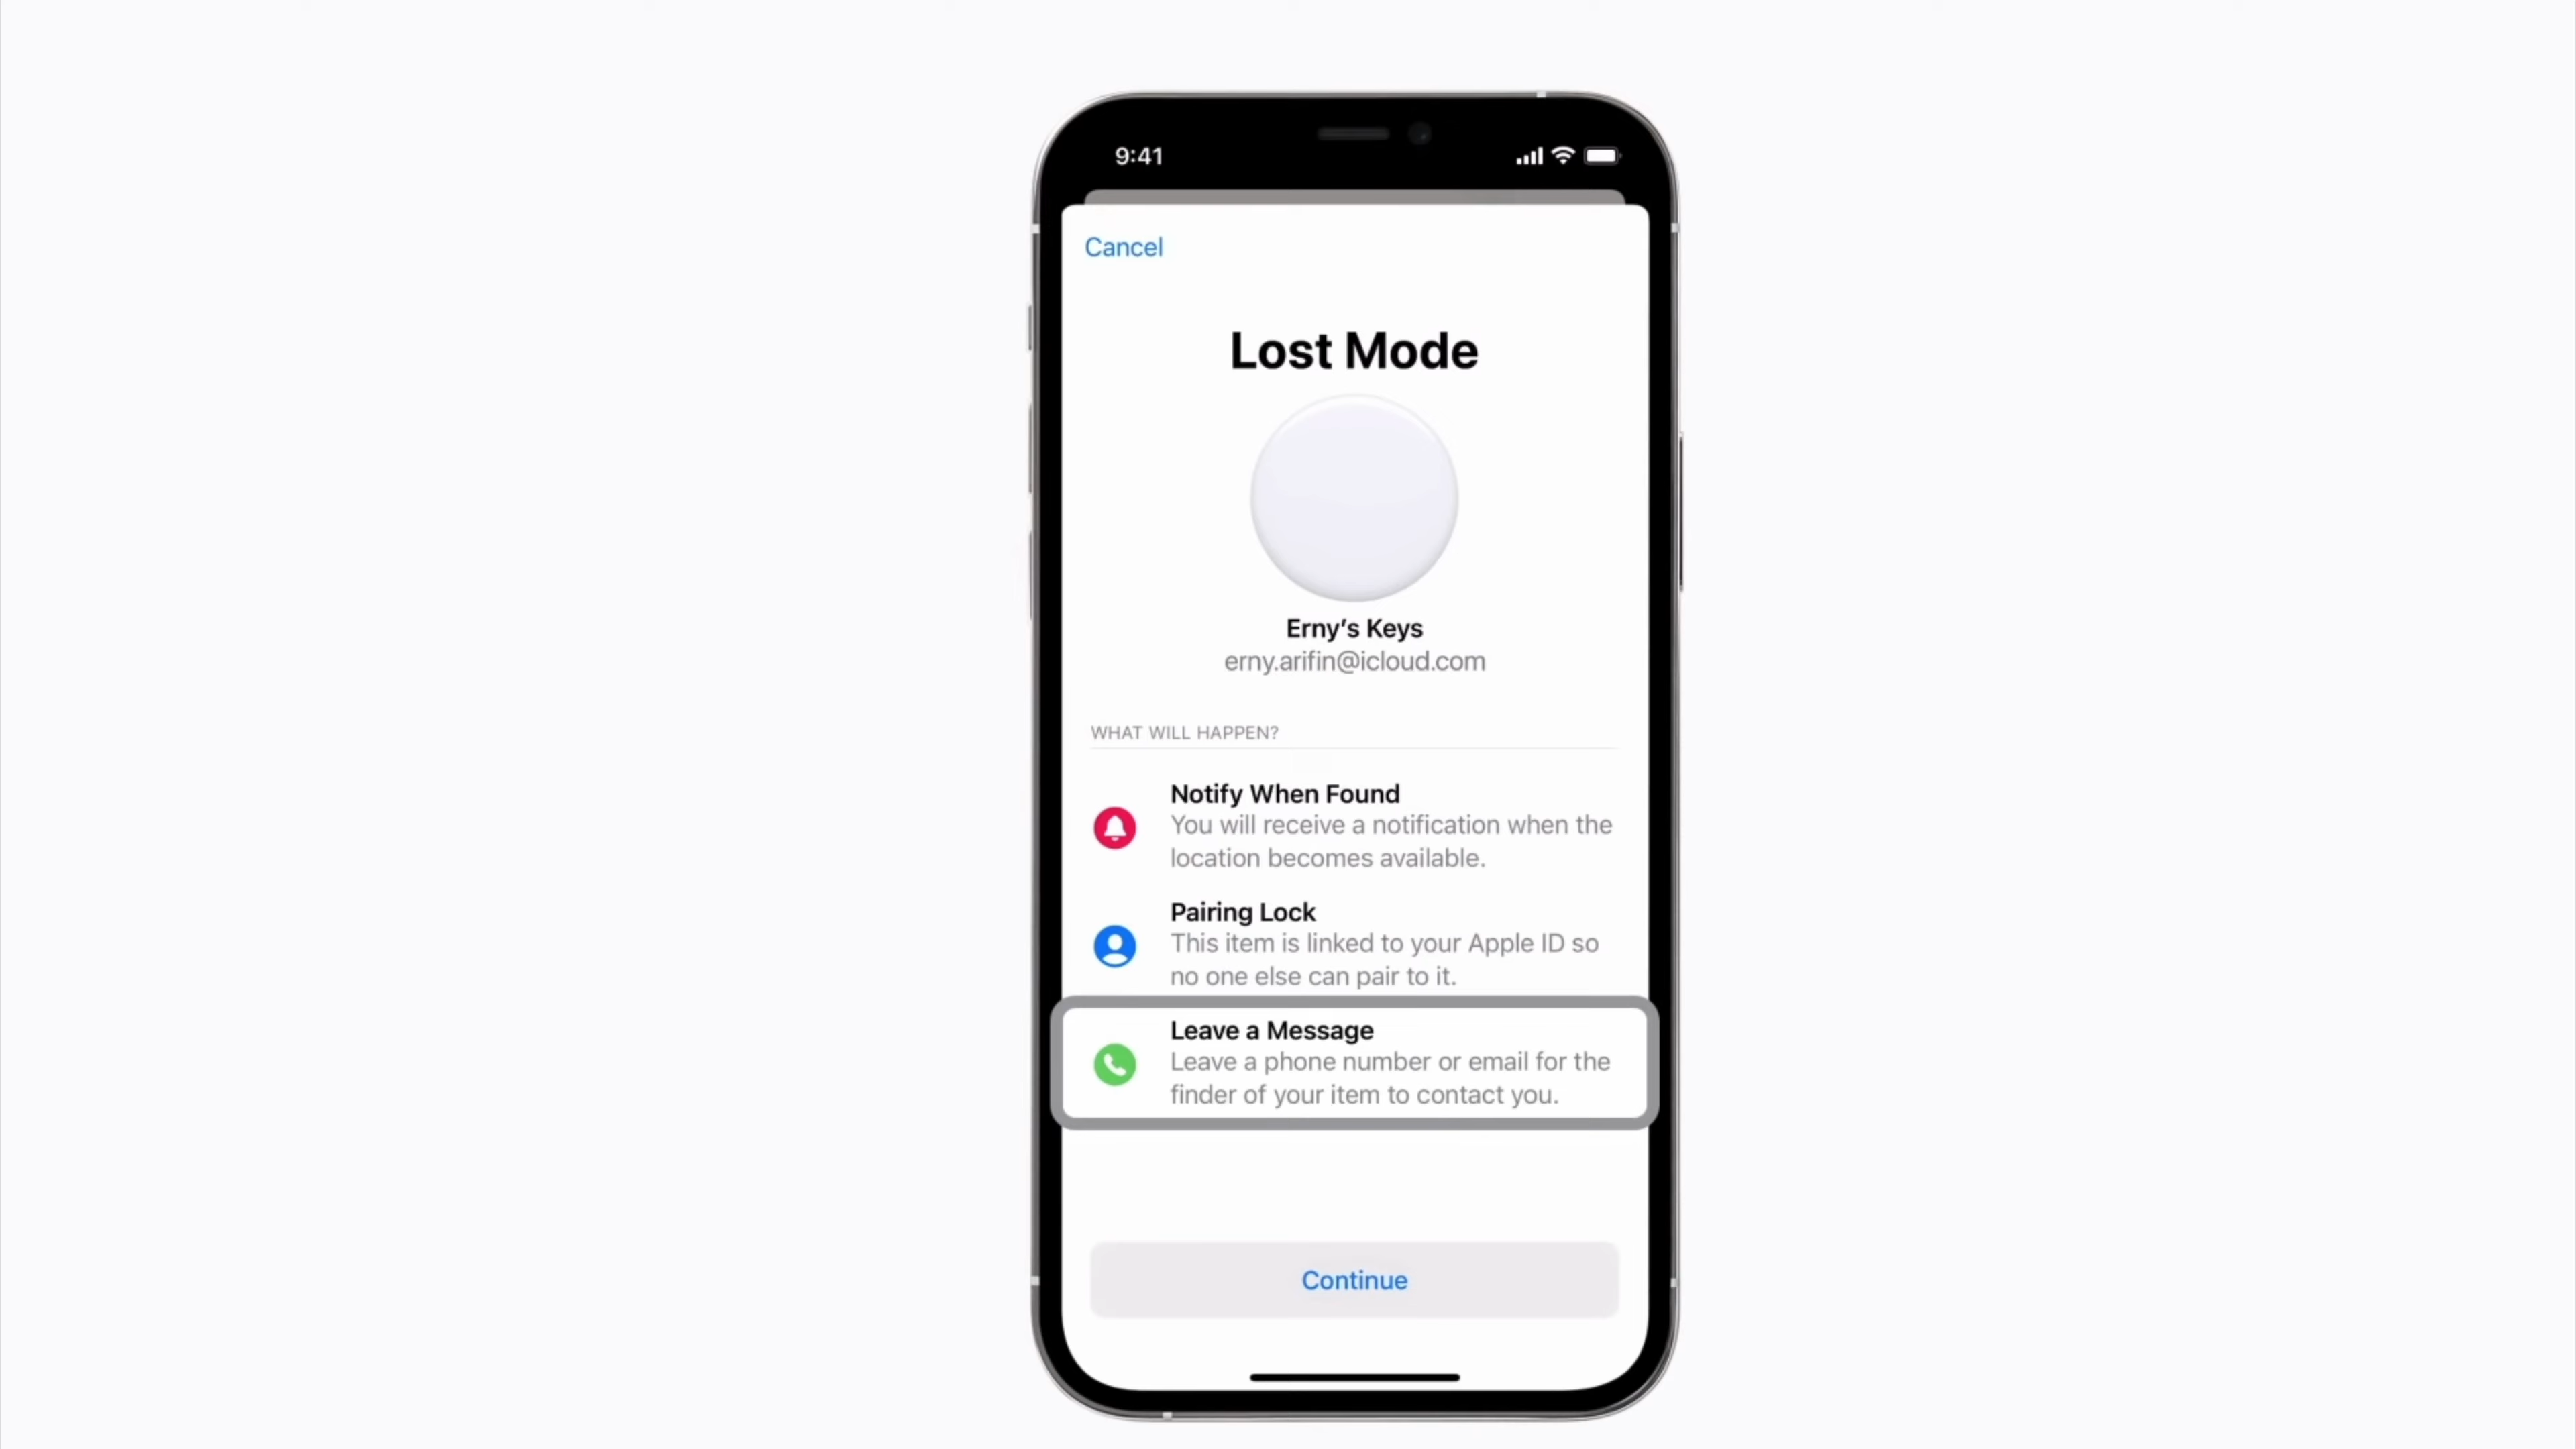 9:41
Cancel
Lost Mode
Erny’s Keys
erny.arifin@icloud.com
WHAT WILL HAPPEN?
Notify When Found
You will receive a notification when the
location becomes available.
Pairing Lock
This item is linked to your Apple ID so
no one else can pair to it.
Leave a Message
Leave a phone number or email for the
finder of your item to contact you.
Continue